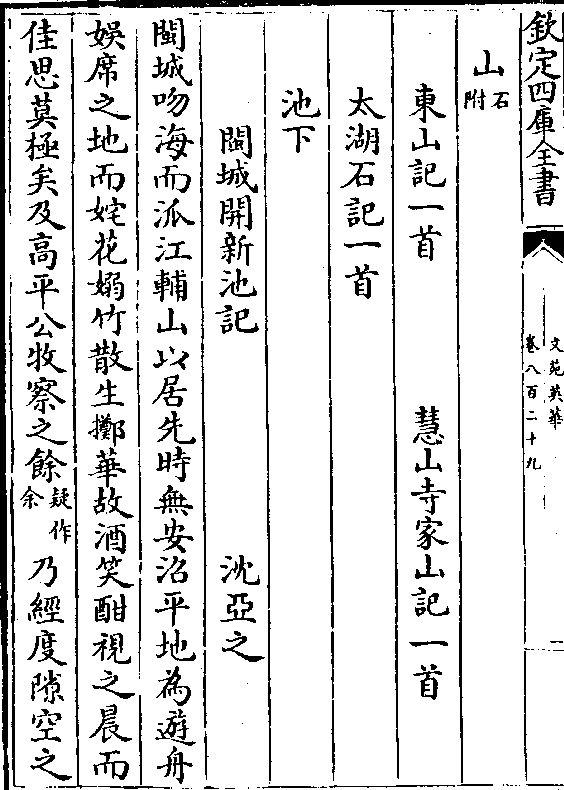 欽定四庫全書
文苑英華
卷八百二十九
一
山石附
東山記一首 慧山寺家山記一首
太湖石記一首
池下
閩城開新池記 沈亞之
閩城吻海而派江輔山以居先時無安沼平地為遊舟
娯席之地而姹花嫋竹散生擲華故酒笑酣視之晨而
佳思莫極矣及高平公牧察之餘疑作余乃經度隙空之